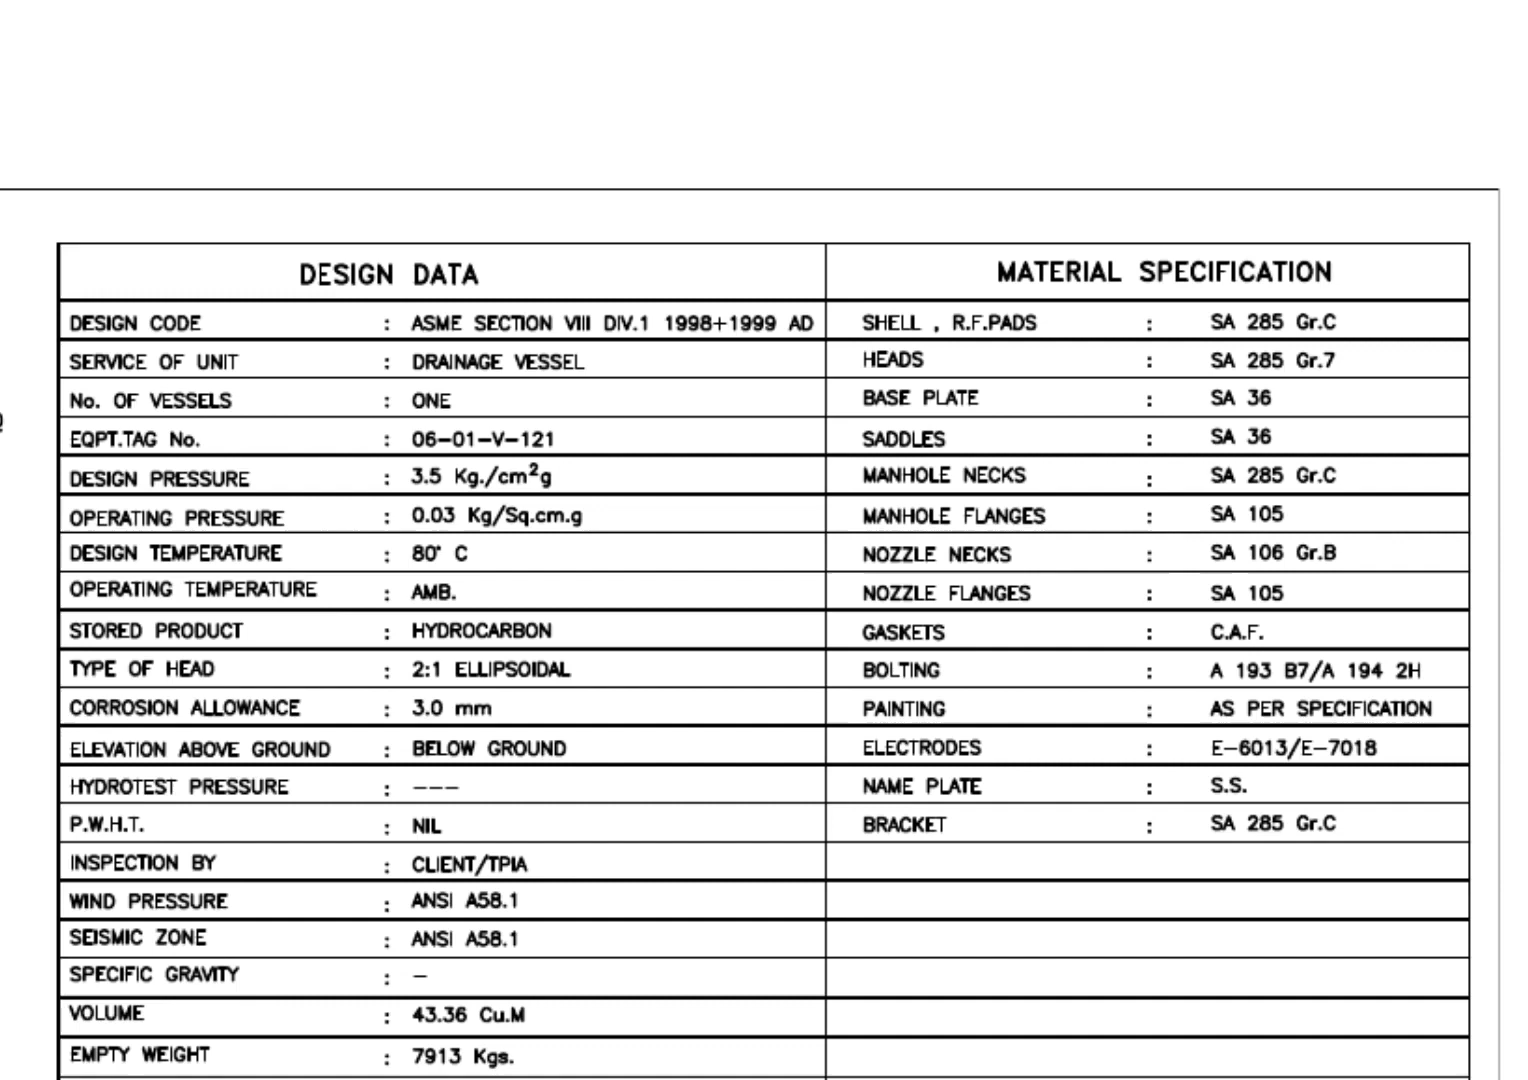 DESIGN DATA MATERIAL SPECIFICATION
DESIGN CODE : ASME SECTION VIII DIV.1 1998+1999 AD SHELL , R.F.PADS : SA 285 Gr.C
SERVICE OF UNIT : DRAINAGE VESSEL HEADS : SA 285 Gr.7
No. OF VESSELS : ONE BASE PLATE : SA 36
EQPT.TAG No. : 06-01-V-121 SADDLES : SA 36
DESIGN PRESSURE : 3.5 Kg./cm²g MANHOLE NECKS : SA 285 Gr.C
OPERATING PRESSURE : 0.03 Kg/Sq.cm.g MANHOLE FLANGES : SA 105
DESIGN TEMPERATURE : 80° C NOZZLE NECKS : SA 106 Gr.B
OPERATING TEMPERATURE : AMB. NOZZLE FLANGES : SA 105
STORED PRODUCT : HYDROCARBON GASKETS : C.A.F.
TYPE OF HEAD : 2:1 ELLIPSOIDAL BOLTING : A 193 B7/A 194 2H
CORROSION ALLOWANCE : 3.0 mm PAINTING : AS PER SPECIFICATION
ELEVATION ABOVE GROUND : BELOW GROUND ELECTRODES : E-6013/E-7018
HYDROTEST PRESSURE : --- NAME PLATE : S.S.
P.W.H.T. : NIL BRACKET : SA 285 Gr.C
INSPECTION BY : CLIENT/TPIA
WIND PRESSURE : ANSI A58.1
SEISMIC ZONE : ANSI A58.1
SPECIFIC GRAVITY : -
VOLUME : 43.36 Cu.M
EMPTY WEIGHT : 7913 Kgs.